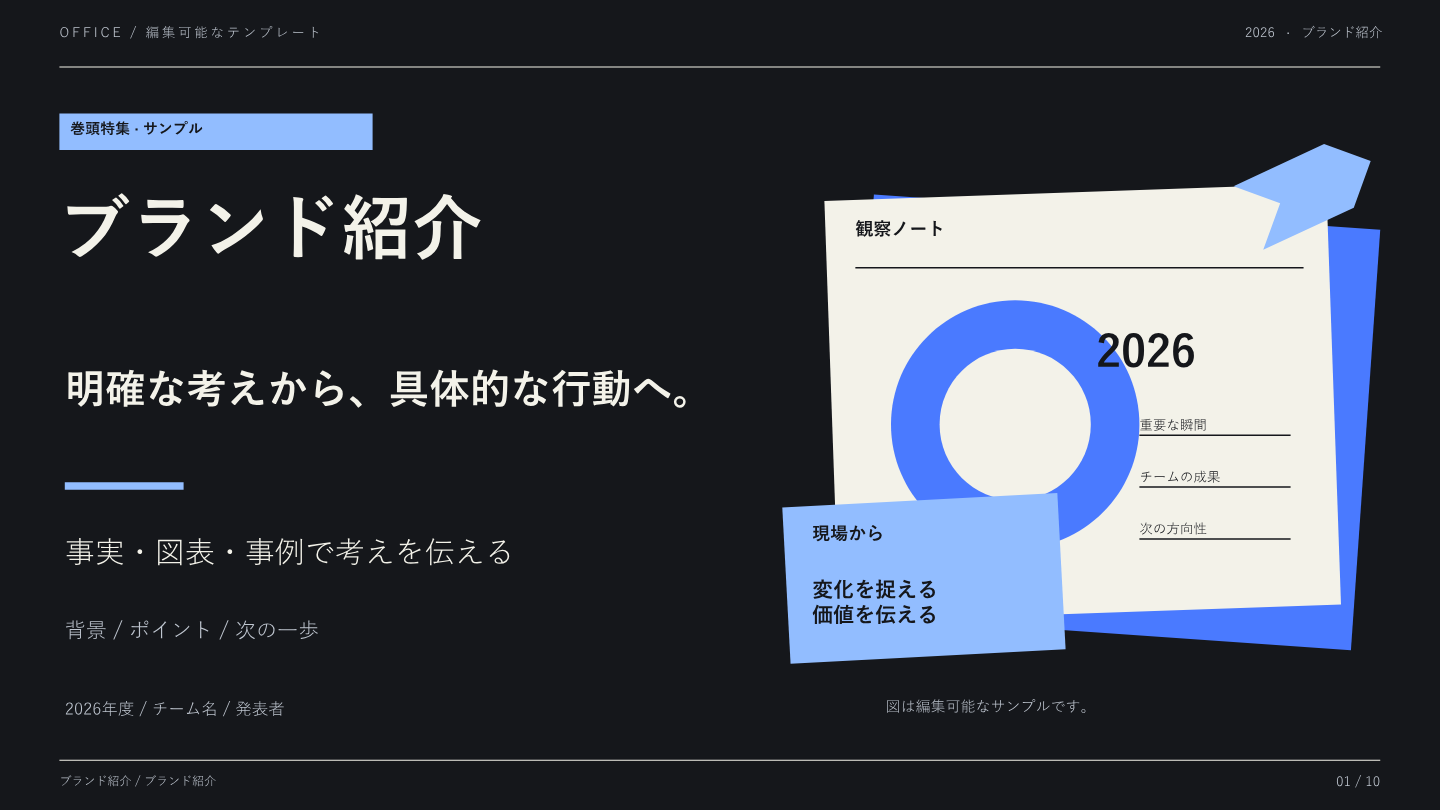 OFFICE / 編集可能なテンプレート
2026 · ブランド紹介
巻頭特集 · サンプル
ブランド紹介
明確な考えから、具体的な行動へ。
事実・図表・事例で考えを伝える
背景 / ポイント / 次の一歩
2026年度 / チーム名 / 発表者
観察ノート
2026
重要な瞬間
チームの成果
次の方向性
現場から
変化を捉える
価値を伝える
図は編集可能なサンプルです。
ブランド紹介 / ブランド紹介
01 / 10